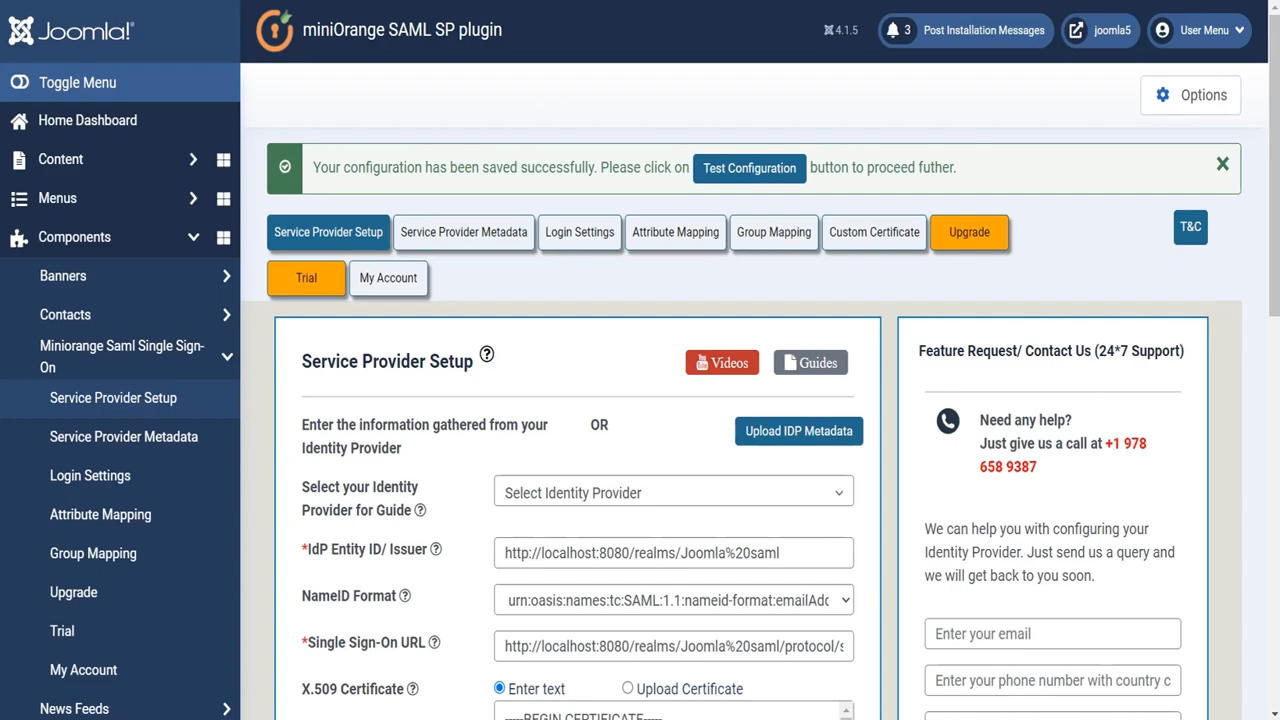 Joomla!®
miniOrange SAML SP plugin
4.1.5
3 Post Installation Messages
joomla5
User Menu
Toggle Menu
Options
Home Dashboard
Content
Menus
Components
Banners
Contacts
Miniorange Saml Single Sign-
On
Service Provider Setup
Service Provider Metadata
Login Settings
Attribute Mapping
Group Mapping
Upgrade
Trial
My Account
News Feeds
Your configuration has been saved successfully. Please click on Test Configuration button to proceed futher.
Service Provider Setup Service Provider Metadata Login Settings Attribute Mapping Group Mapping Custom Certificate Upgrade
T&C
Trial My Account
Service Provider Setup ?
Videos Guides
Enter the information gathered from your
Identity Provider
OR
Upload IDP Metadata
Select your Identity
Provider for Guide ?
Select Identity Provider
*IdP Entity ID/ Issuer ?
http://localhost:8080/realms/Joomla%20saml
NameID Format ?
urn:oasis:names:tc:SAML:1.1:nameid-format:emailAdd
*Single Sign-On URL ?
http://localhost:8080/realms/Joomla%20saml/protocol/s
X.509 Certificate ?
Enter text Upload Certificate
-----BEGIN CERTIFICATE-----
Feature Request/ Contact Us (24*7 Support)
Need any help?
Just give us a call at +1 978
658 9387
We can help you with configuring your
Identity Provider. Just send us a query and
we will get back to you soon.
Enter your email
Enter your phone number with country c